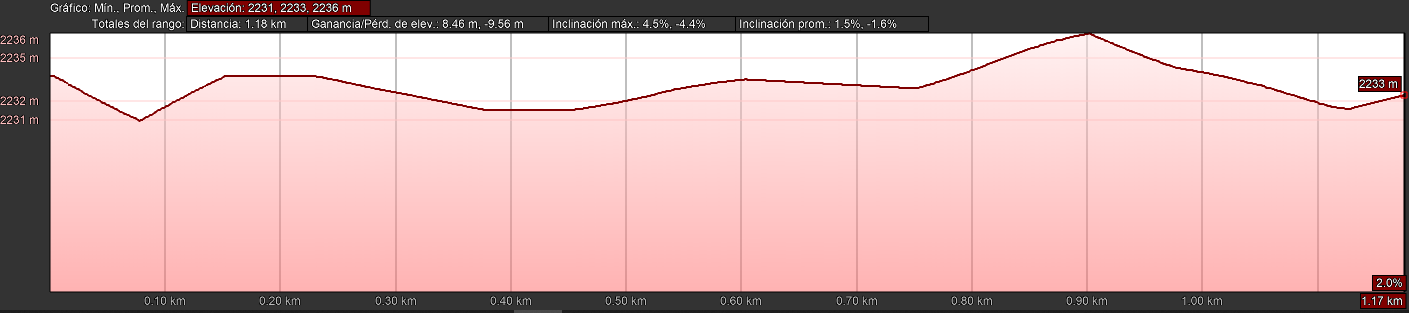 Gráfico: Mín., Prom., Máx. Elevación: 2231, 2233, 2236 m
Totales del rango: Distancia: 1.18 km Ganancia/Pérd. de elev.: 8.46 m, -9.56 m Inclinación máx.: 4.5%, -4.4% Inclinación prom.: 1.5%, -1.6%
2236 m
2235 m
2233 m
2232 m
2231 m
2.0%
0.10 km 0.20 km 0.30 km 0.40 km 0.50 km 0.60 km 0.70 km 0.80 km 0.90 km 1.00 km 1.17 km